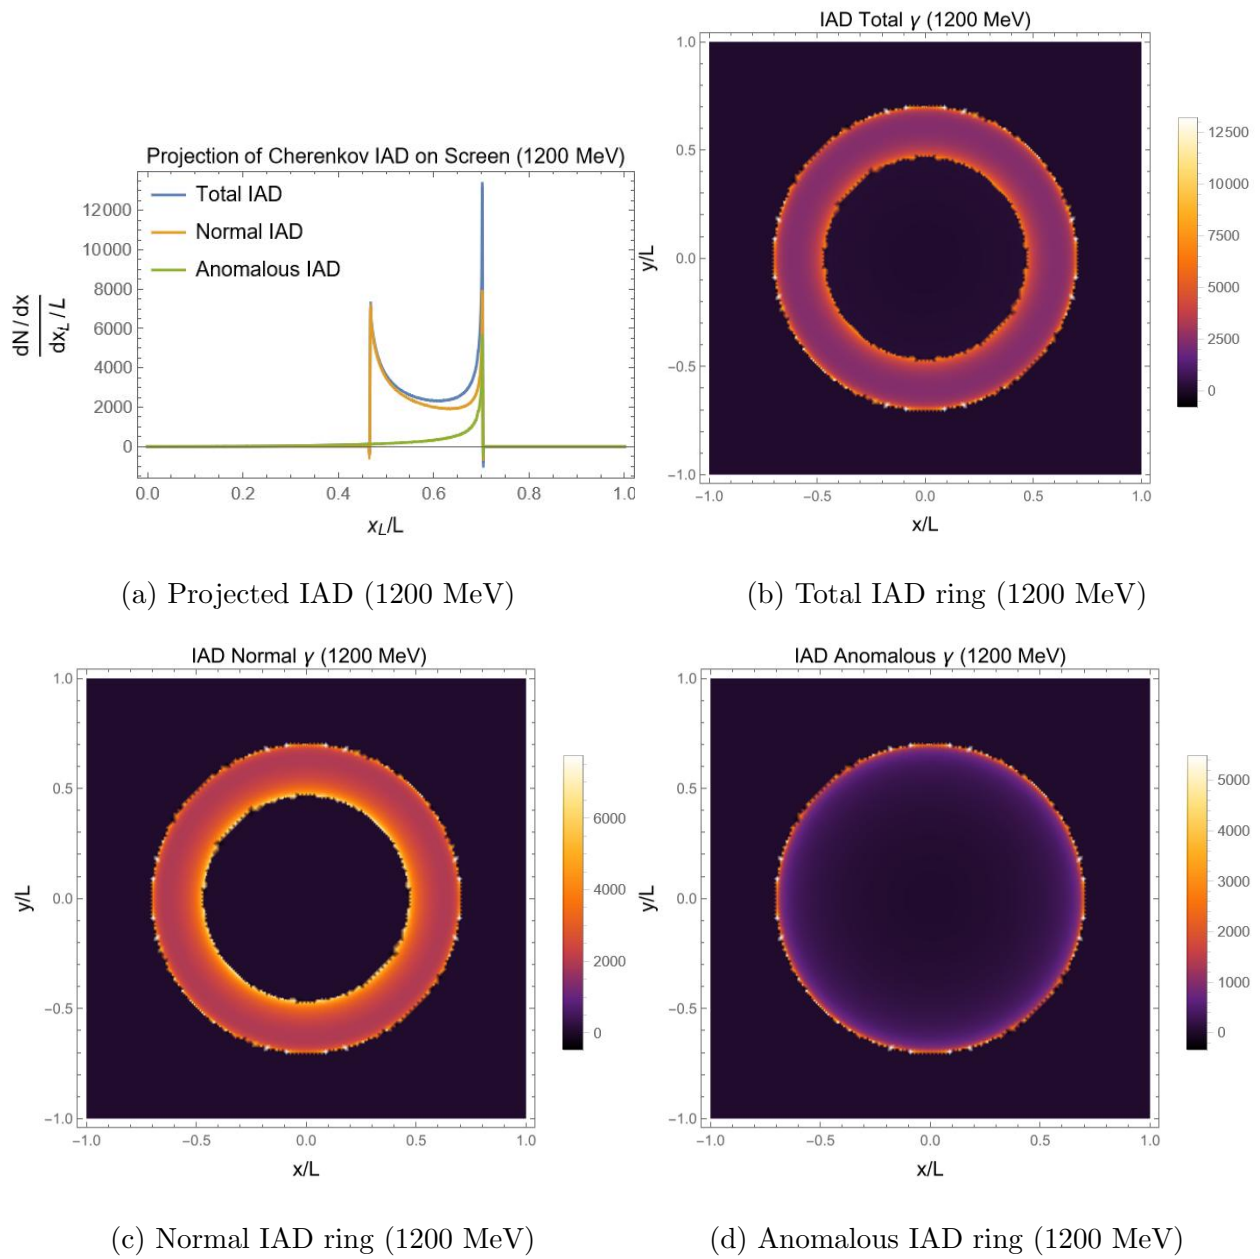 Projection of Cherenkov IAD on Screen (1200 MeV)
Total IAD
Normal IAD
Anomalous IAD
12000
10000
8000
6000
4000
2000
0
dN/dx
dx_L/L
0.0 0.2 0.4 0.6 0.8 1.0
x_L/L
(a) Projected IAD (1200 MeV)
IAD Total γ (1200 MeV)
1.0
0.5
0.0
−0.5
−1.0
y/L
−1.0 −0.5 0.0 0.5 1.0
x/L
12500
10000
7500
5000
2500
0
(b) Total IAD ring (1200 MeV)
IAD Normal γ (1200 MeV)
1.0
0.5
0.0
−0.5
−1.0
y/L
−1.0 −0.5 0.0 0.5 1.0
x/L
6000
4000
2000
0
(c) Normal IAD ring (1200 MeV)
IAD Anomalous γ (1200 MeV)
1.0
0.5
0.0
−0.5
−1.0
y/L
−1.0 −0.5 0.0 0.5 1.0
x/L
5000
4000
3000
2000
1000
0
(d) Anomalous IAD ring (1200 MeV)